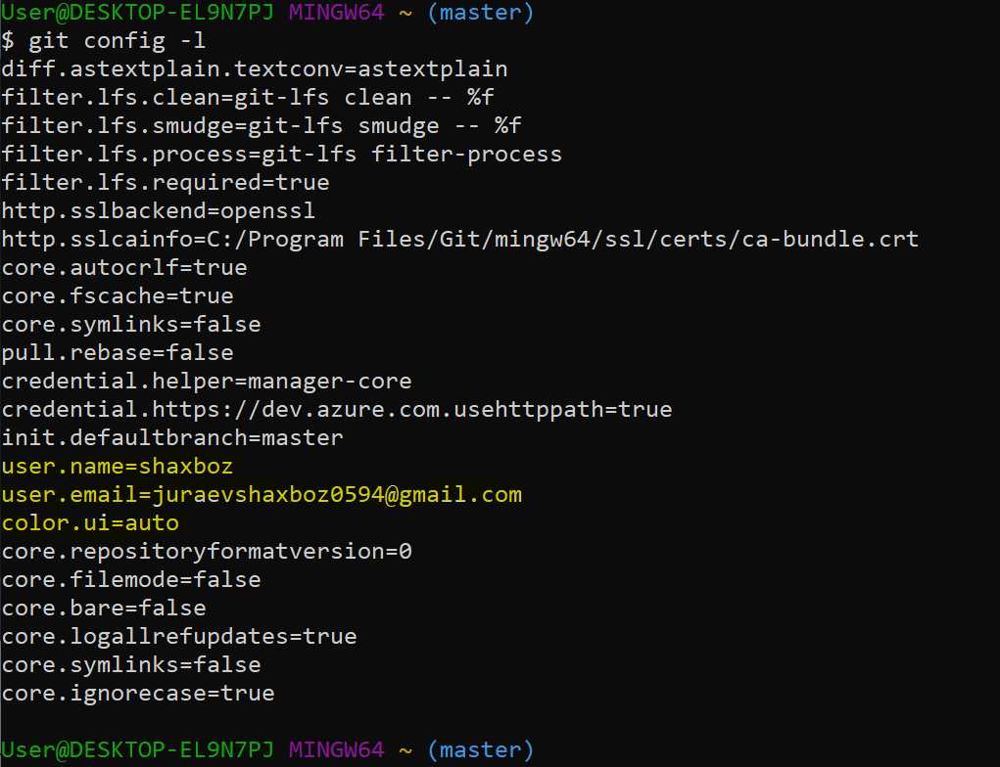 User@DESKTOP-EL9N7PJ MINGW64 ~ (master)
$ git config -l
diff.astextplain.textconv=astextplain
filter.lfs.clean=git-lfs clean -- %f
filter.lfs.smudge=git-lfs smudge -- %f
filter.lfs.process=git-lfs filter-process
filter.lfs.required=true
http.sslbackend=openssl
http.sslcainfo=C:/Program Files/Git/mingw64/ssl/certs/ca-bundle.crt
core.autocrlf=true
core.fscache=true
core.symlinks=false
pull.rebase=false
credential.helper=manager-core
credential.https://dev.azure.com.usehttppath=true
init.defaultbranch=master
user.name=shaxboz
user.email=juraevshaxboz0594@gmail.com
color.ui=auto
core.repositoryformatversion=0
core.filemode=false
core.bare=false
core.logallrefupdates=true
core.symlinks=false
core.ignorecase=true
User@DESKTOP-EL9N7PJ MINGW64 ~ (master)